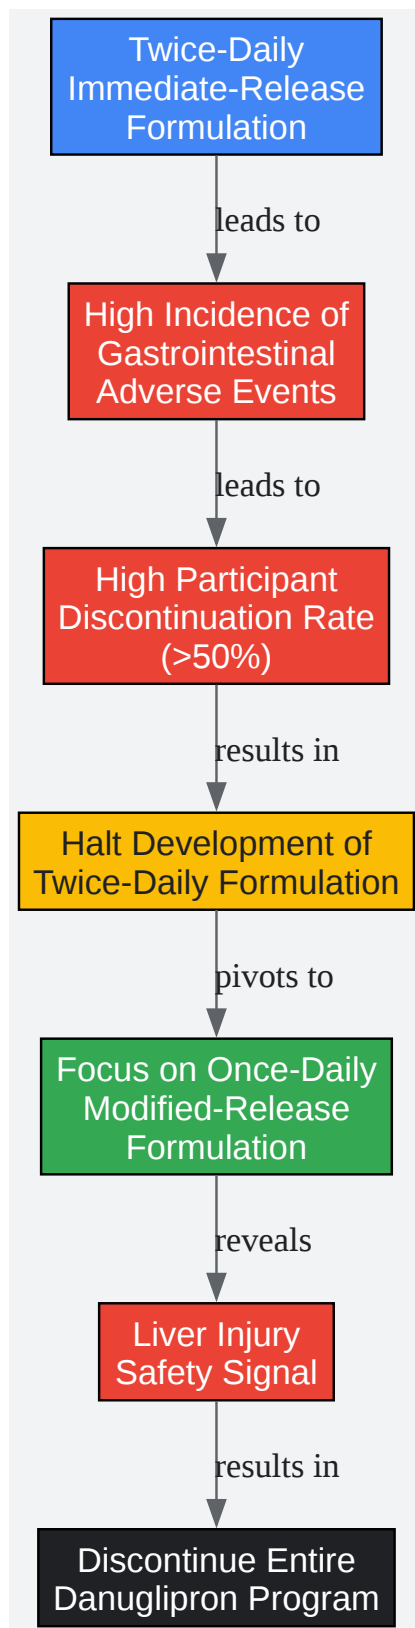 Twice-Daily
Immediate-Release
Formulation
leads to
High Incidence of
Gastrointestinal
Adverse Events
leads to
High Participant
Discontinuation Rate
(>50%)
results in
Halt Development of
Twice-Daily Formulation
pivots to
Focus on Once-Daily
Modified-Release
Formulation
reveals
Liver Injury
Safety Signal
results in
Discontinue Entire
Danuglipron Program